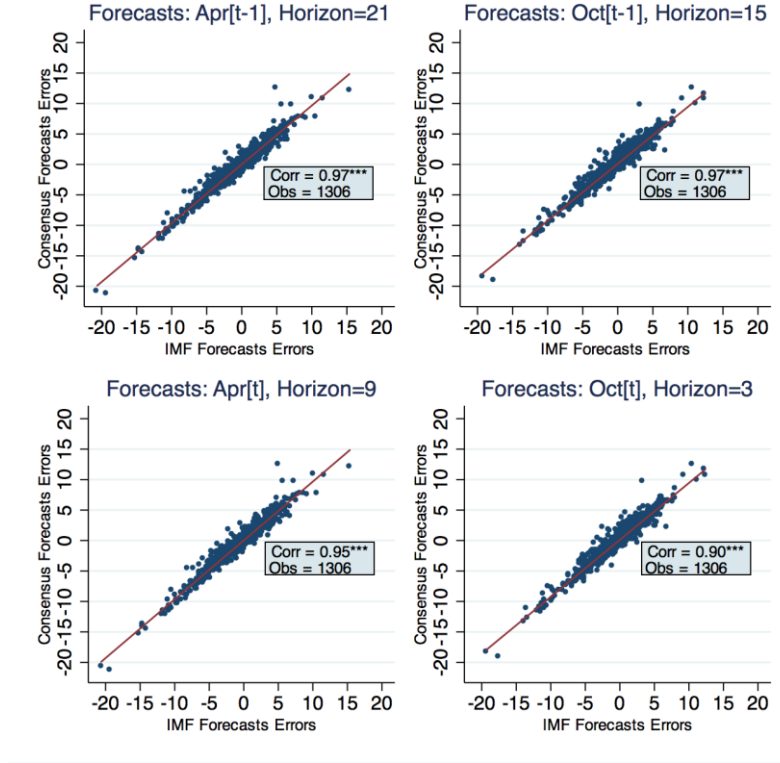 Forecasts: Apr[t-1], Horizon=21
Consensus Forecasts Errors
20
15
10
5
0
-5
-10
-15
-20
Corr = 0.97***
Obs = 1306
-20 -15 -10 -5 0 5 10 15 20
IMF Forecasts Errors
Forecasts: Oct[t-1], Horizon=15
Consensus Forecasts Errors
20
15
10
5
0
-5
-10
-15
-20
Corr = 0.97***
Obs = 1306
-20 -15 -10 -5 0 5 10 15 20
IMF Forecasts Errors
Forecasts: Apr[t], Horizon=9
Consensus Forecasts Errors
20
15
10
5
0
-5
-10
-15
-20
Corr = 0.95***
Obs = 1306
-20 -15 -10 -5 0 5 10 15 20
IMF Forecasts Errors
Forecasts: Oct[t], Horizon=3
Consensus Forecasts Errors
20
15
10
5
0
-5
-10
-15
-20
Corr = 0.90***
Obs = 1306
-20 -15 -10 -5 0 5 10 15 20
IMF Forecasts Errors